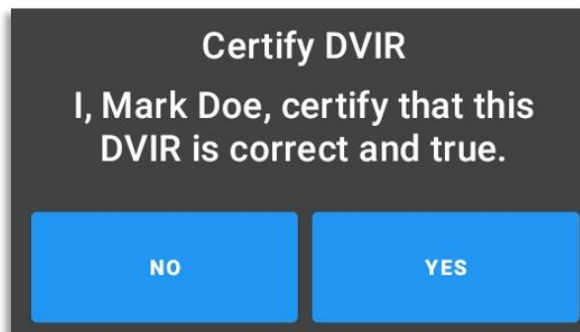 Certify DVIR
I, Mark Doe, certify that this
DVIR is correct and true.
NO
YES